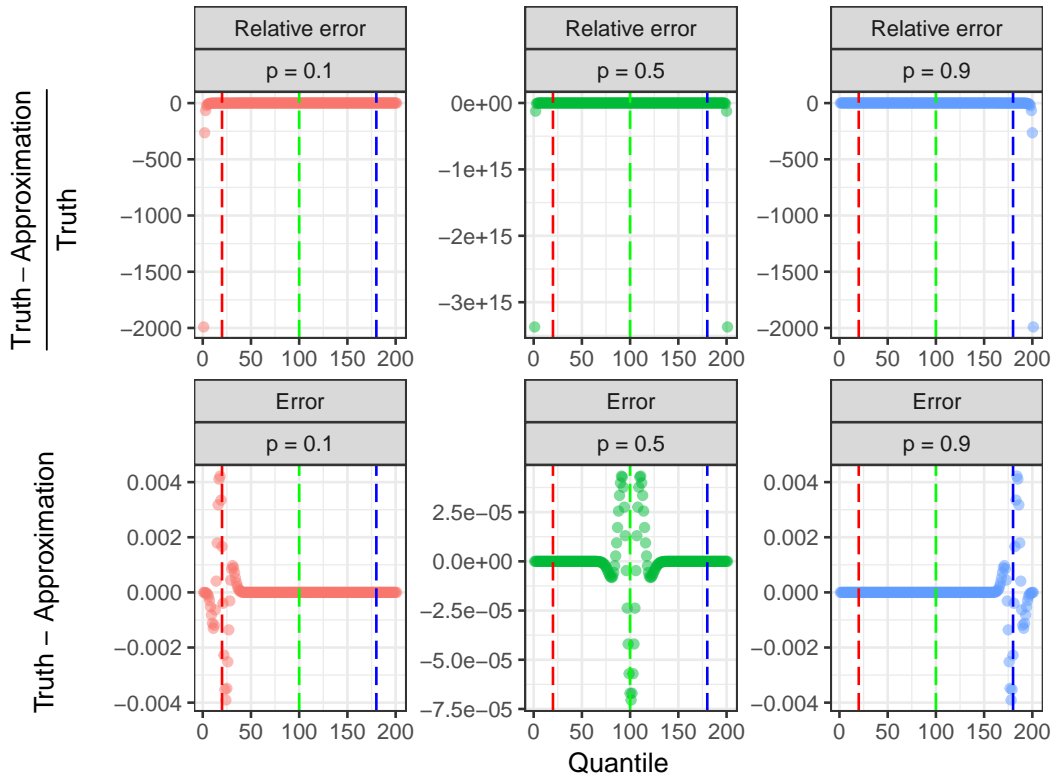 Relative error Relative error Relative error
p = 0.1 p = 0.5 p = 0.9
0 0e+00 0
−500 −1e+15 −500
−1000 −2e+15 −1000
−1500 −3e+15 −1500
−2000 −2000
Truth − Approximation
Truth
0 50 100 150 200 0 50 100 150 200 0 50 100 150 200
Error Error Error
p = 0.1 p = 0.5 p = 0.9
0.004 2.5e−05 0.004
0.002 0.0e+00 0.002
0.000 −2.5e−05 0.000
−0.002 −5.0e−05 −0.002
−0.004 −7.5e−05 −0.004
Truth − Approximation
0 50 100 150 200 0 50 100 150 200 0 50 100 150 200
Quantile